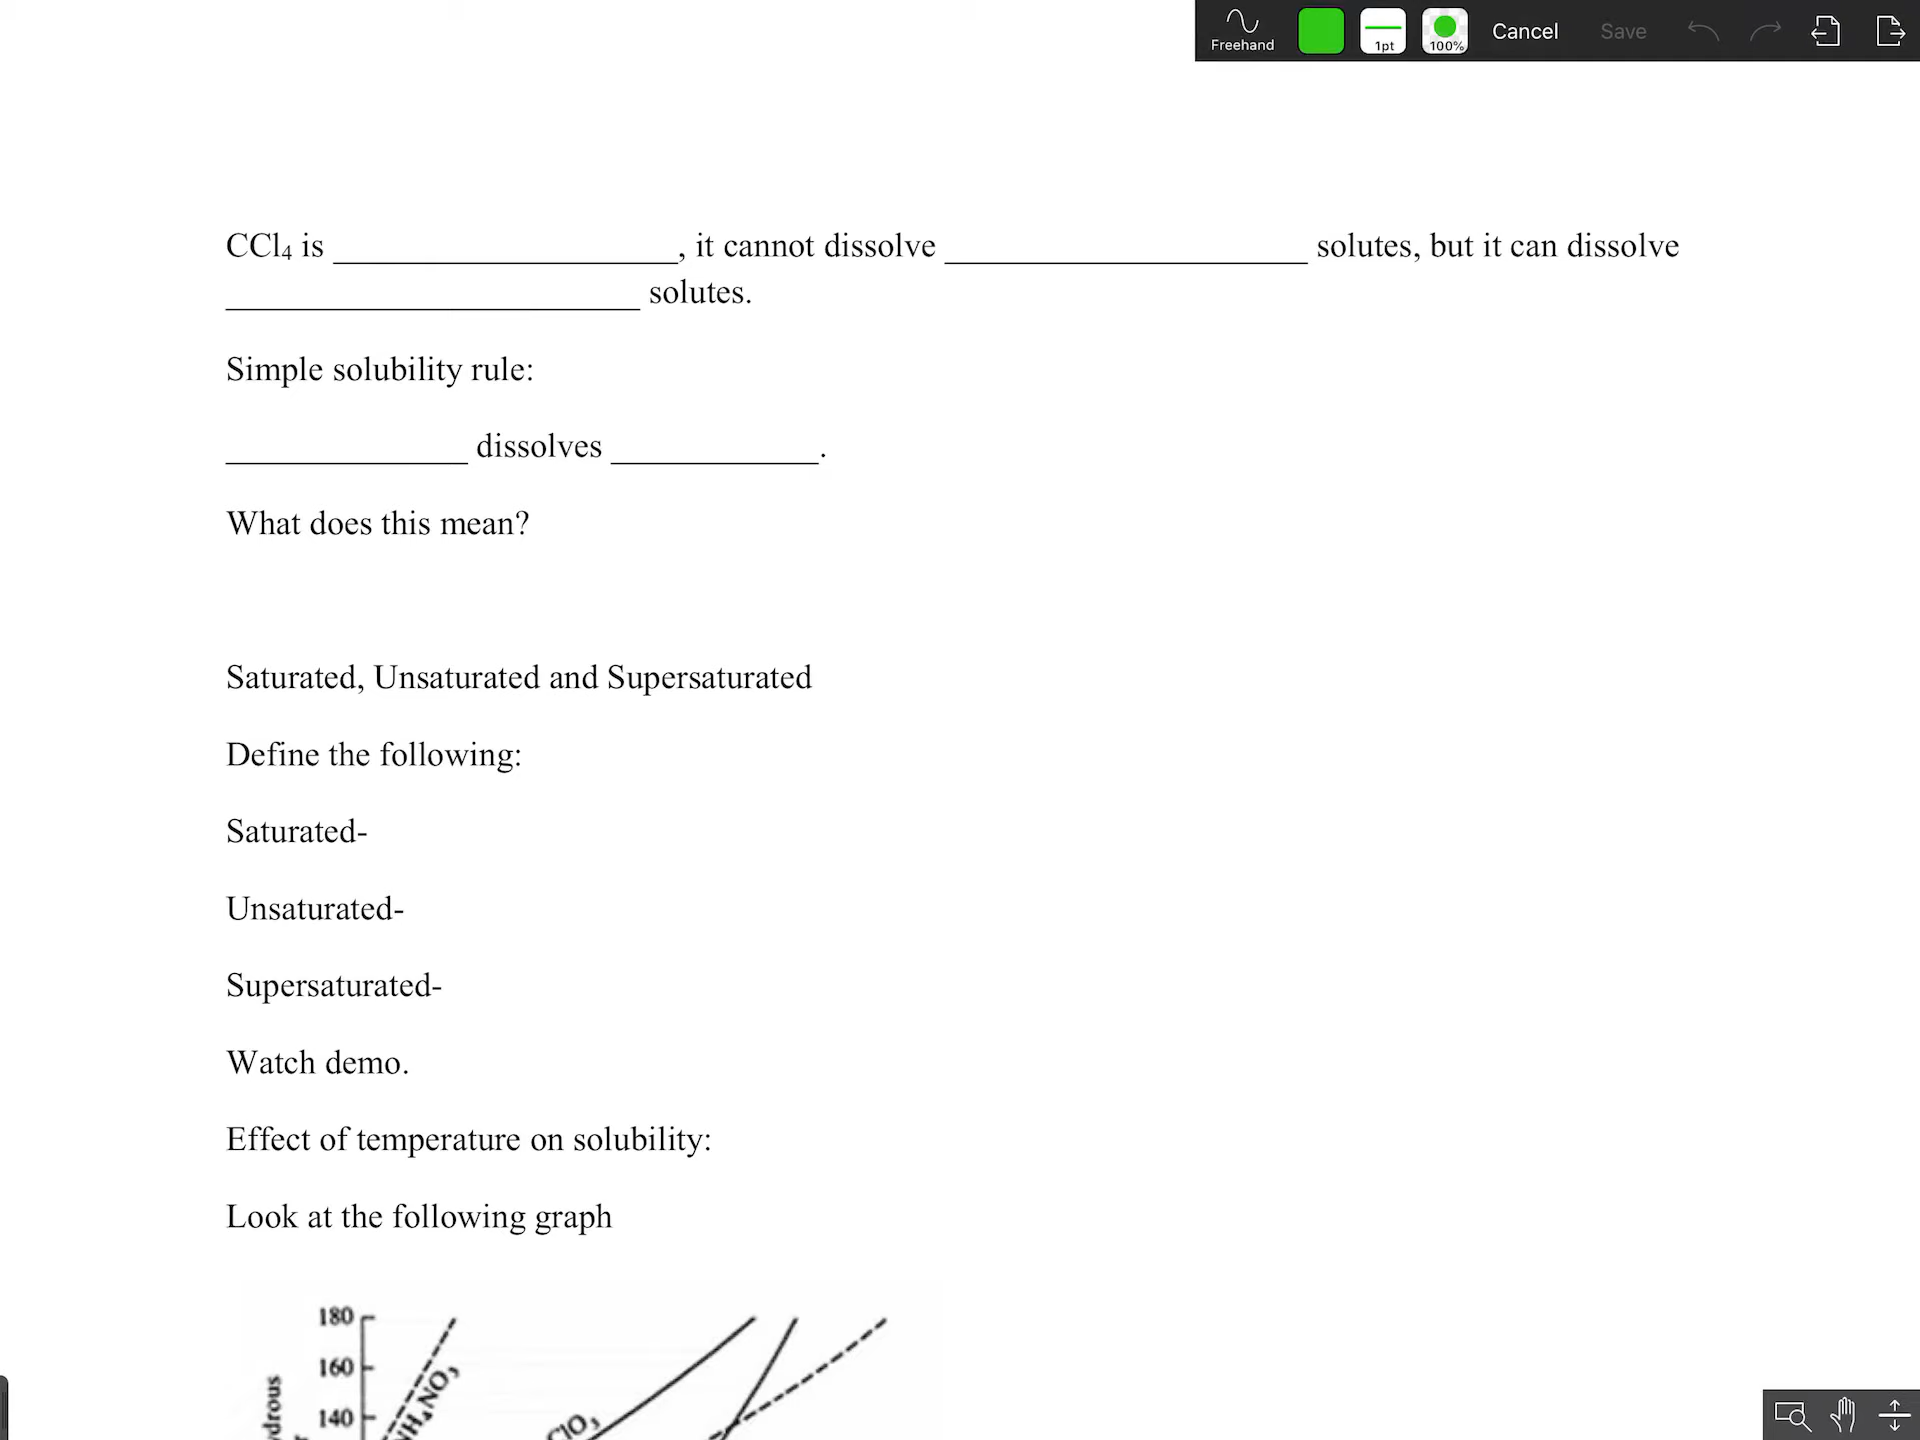 Freehand
1pt
100%
Cancel
Save
CCl4 is ____________________, it cannot dissolve _____________________ solutes, but it can dissolve
________________________ solutes.
Simple solubility rule:
______________ dissolves ____________.
What does this mean?
Saturated, Unsaturated and Supersaturated
Define the following:
Saturated-
Unsaturated-
Supersaturated-
Watch demo.
Effect of temperature on solubility:
Look at the following graph
180
160
140
NH4NO3